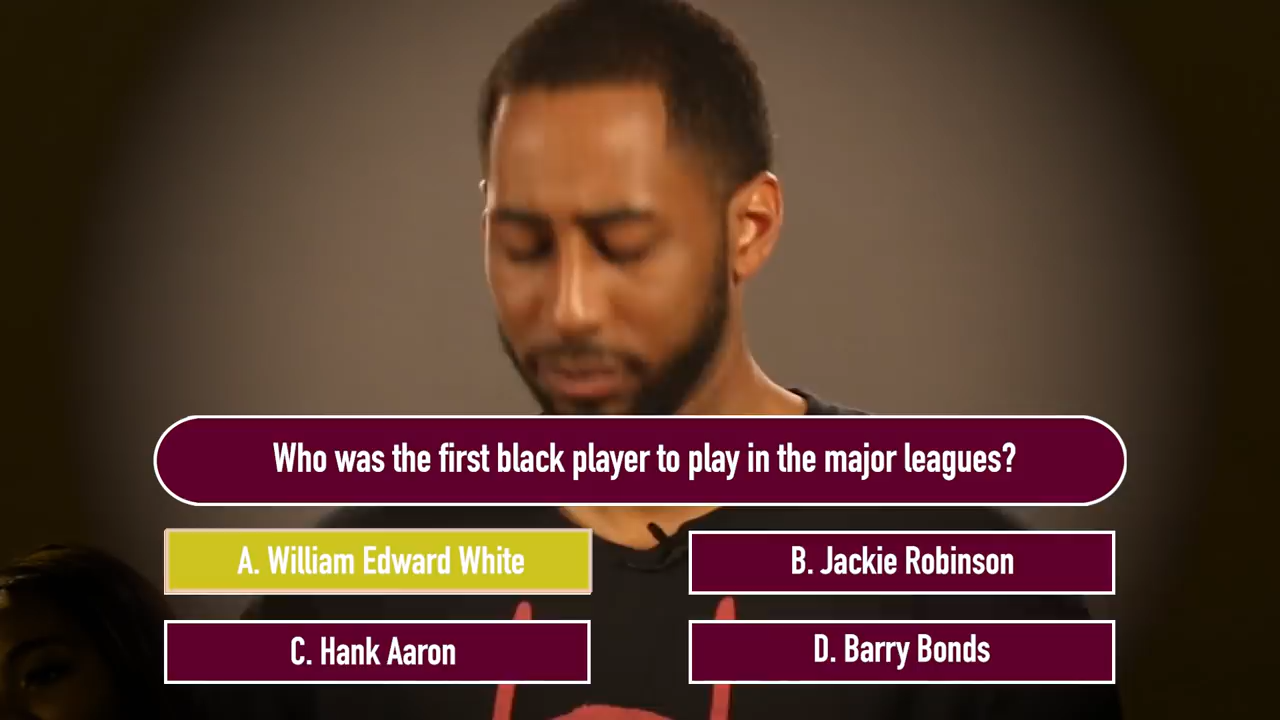 Who was the first black player to play in the major leagues?
A. William Edward White
B. Jackie Robinson
C. Hank Aaron
D. Barry Bonds